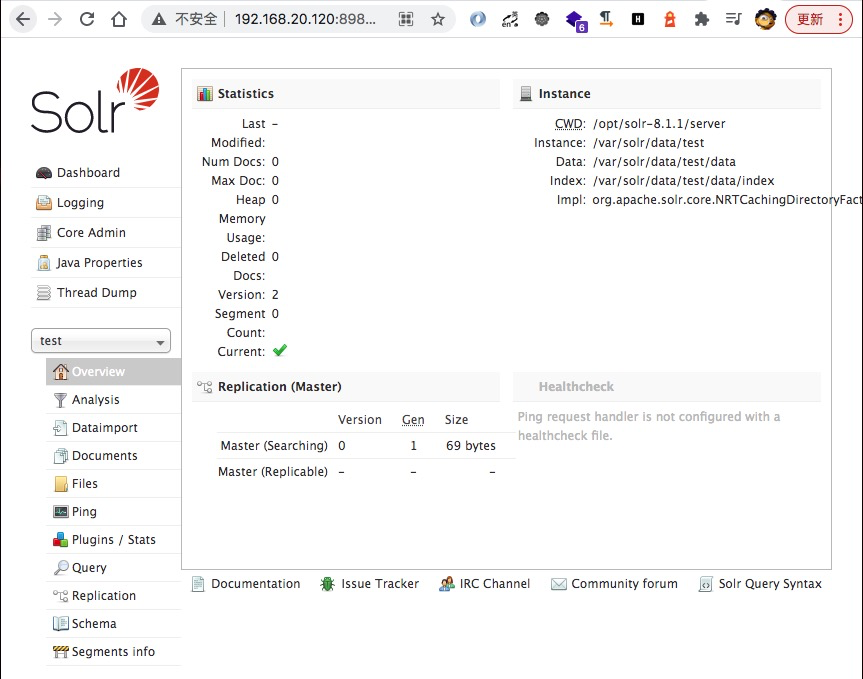 不安全 192.168.20.120:898...
6
更新
Solr
Dashboard
Logging
Core Admin
Java Properties
Thread Dump
test
Overview
Analysis
Dataimport
Documents
Files
Ping
Plugins / Stats
Query
Replication
Schema
Segments info
Statistics
Last –
Modified:
Num Docs: 0
Max Doc: 0
Heap 0
Memory
Usage:
Deleted 0
Docs:
Version: 2
Segment 0
Count:
Current:
Instance
CWD: /opt/solr-8.1.1/server
Instance: /var/solr/data/test
Data: /var/solr/data/test/data
Index: /var/solr/data/test/data/index
Impl: org.apache.solr.core.NRTCachingDirectoryFact
Replication (Master)
Version Gen Size
Master (Searching) 0 1 69 bytes
Master (Replicable) – – –
Healthcheck
Ping request handler is not configured with a
healthcheck file.
Documentation Issue Tracker IRC Channel Community forum Solr Query Syntax